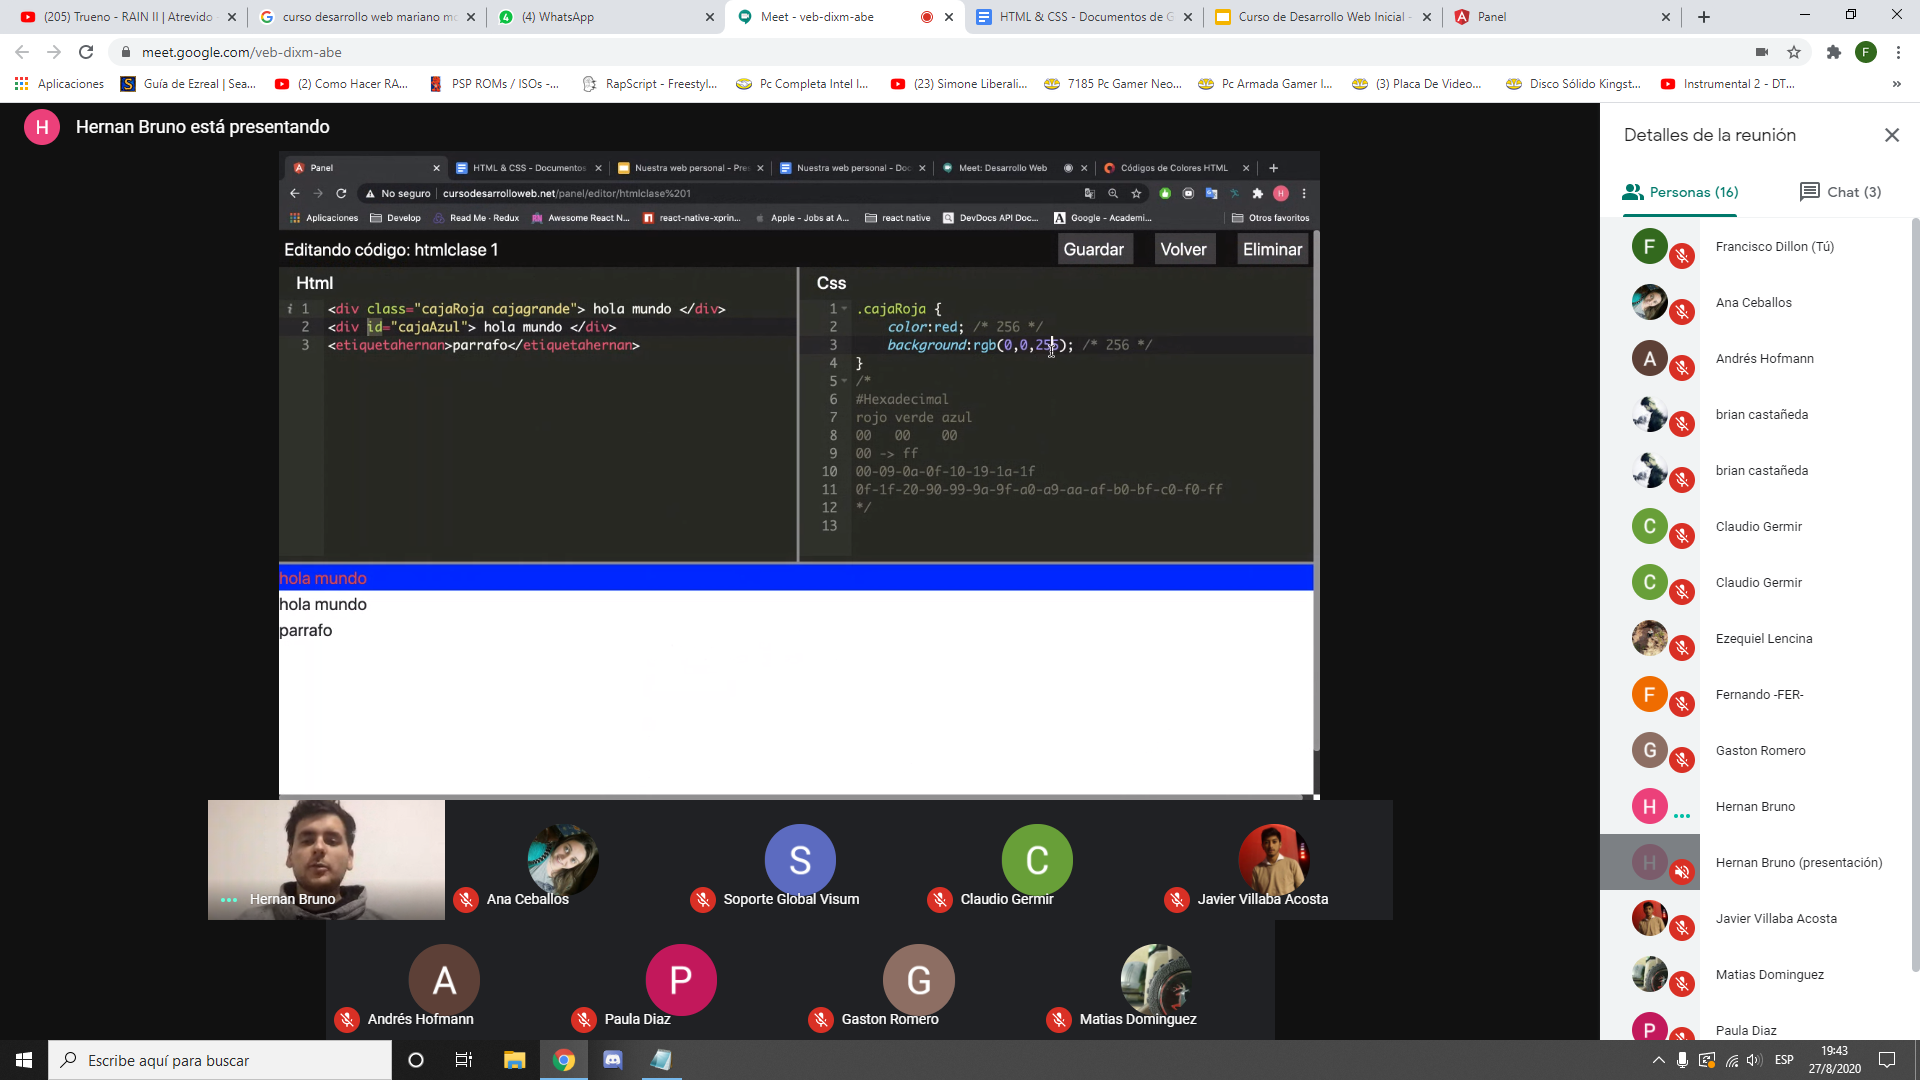 (205) Trueno - RAIN II | Atrevido
curso desarrollo web mariano mo
(4) WhatsApp
Meet - veb-dixm-abe
HTML & CSS - Documentos de G
Curso de Desarrollo Web Inicial -
Panel
meet.google.com/veb-dixm-abe
F
Aplicaciones
Guía de Ezreal | Sea...
(2) Como Hacer RA...
PSP ROMs / ISOs -...
RapScript - Freestyl...
Pc Completa Intel I...
(23) Simone Liberali...
7185 Pc Gamer Neo...
Pc Armada Gamer I...
(3) Placa De Video...
Disco Sólido Kingst...
Instrumental 2 - DT...
»
H
Hernan Bruno está presentando
Panel
HTML & CSS - Documentos
Nuestra web personal - Pre
Nuestra web personal - Doc
Meet: Desarrollo Web
Códigos de Colores HTML
No seguro | cursodesarrolloweb.net/panel/editor/htmlclase%201
H
Aplicaciones
Develop
Read Me · Redux
Awesome React N...
react-native-xprin...
Apple - Jobs at A...
react native
DevDocs API Doc...
Google - Academi...
Otros favoritos
Editando código: htmlclase 1
Guardar
Volver
Eliminar
Html
i 1 <div class="cajaRoja cajagrande"> hola mundo </div>
2 <div id="cajaAzul"> hola mundo </div>
3 <etiquetahernan>parrafo</etiquetahernan>
Css
1 .cajaRoja {
2 color:red; /* 256 */
3 background:rgb(0,0,255); /* 256 */
4 }
5 /*
6 #Hexadecimal
7 rojo verde azul
8 00 00 00
9 00 -> ff
10 00-09-0a-0f-10-19-1a-1f
11 0f-1f-20-90-99-9a-9f-a0-a9-aa-af-b0-bf-c0-f0-ff
12 */
13
hola mundo
hola mundo
parrafo
Hernan Bruno
Ana Ceballos
S
Soporte Global Visum
C
Claudio Germir
Javier Villaba Acosta
A
Andrés Hofmann
P
Paula Diaz
G
Gaston Romero
Matias Dominguez
Detalles de la reunión
Personas (16)
Chat (3)
F
Francisco Dillon (Tú)
Ana Ceballos
A
Andrés Hofmann
brian castañeda
brian castañeda
C
Claudio Germir
C
Claudio Germir
Ezequiel Lencina
F
Fernando -FER-
G
Gaston Romero
H
Hernan Bruno
H
Hernan Bruno (presentación)
Javier Villaba Acosta
Matias Dominguez
P
Paula Diaz
Escribe aquí para buscar
ESP
19:43
27/8/2020